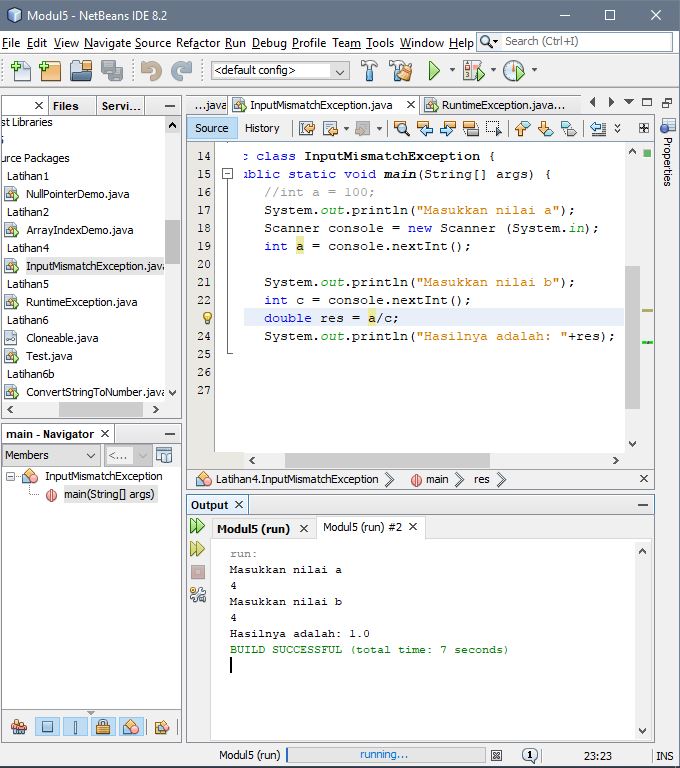 Modul5 - NetBeans IDE 8.2
File Edit View Navigate Source Refactor Run Debug Profile Team Tools Window Help
Search (Ctrl+I)
<default config>
Files Servi...
...java InputMismatchException.java RuntimeException.java...
Source History
Properties
st Libraries
urce Packages
Latihan1
NullPointerDemo.java
Latihan2
ArrayIndexDemo.java
Latihan4
InputMismatchException.java
Latihan5
RuntimeException.java
Latihan6
Cloneable.java
Test.java
Latihan6b
ConvertStringToNumber.java
14 c class InputMismatchException {
15 ublic static void main(String[] args) {
16 //int a = 100;
17 System.out.println("Masukkan nilai a");
18 Scanner console = new Scanner (System.in);
19 int a = console.nextInt();
20
21 System.out.println("Masukkan nilai b");
22 int c = console.nextInt();
double res = a/c;
24 System.out.println("Hasilnya adalah: "+res);
25
26
27
main - Navigator
Members <...
InputMismatchException
main(String[] args)
Latihan4.InputMismatchException main res
Output
Modul5 (run) Modul5 (run) #2
run:
Masukkan nilai a
4
Masukkan nilai b
4
Hasilnya adalah: 1.0
BUILD SUCCESSFUL (total time: 7 seconds)
Modul5 (run) running... 1 23:23 INS